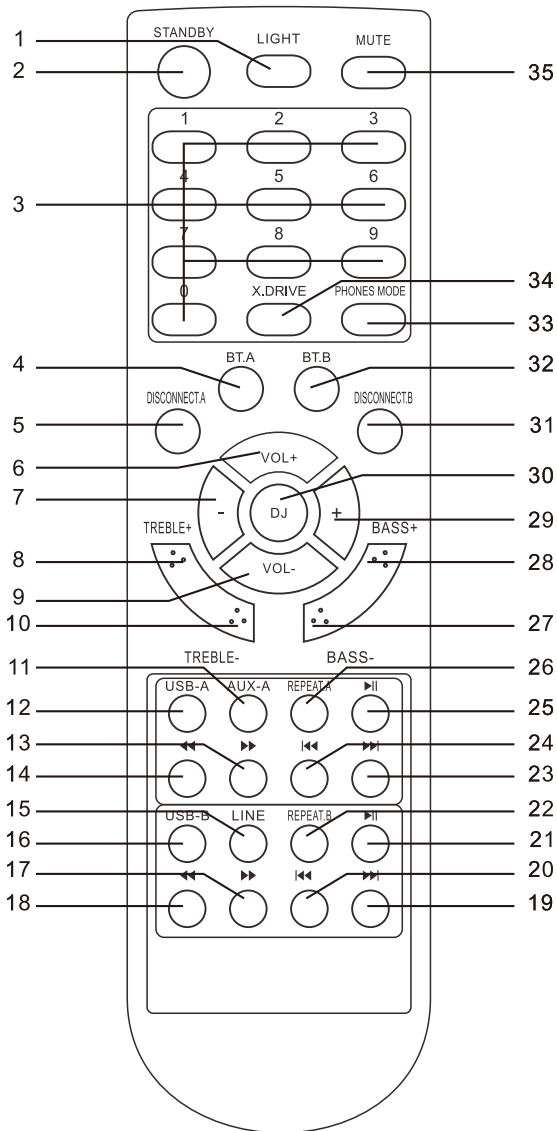 STANDBY LIGHT MUTE
1
2 35
1 2 3
3 4 5 6
7 8 9
34
0 X.DRIVE PHONES MODE
33
4 BT.A BT.B 32
DISCONNECT.A DISCONNECT.B
5 31
6 VOL+
30
7 - DJ + 29
TREBLE+ BASS+
8 28
9 VOL-
10 27
11 TREBLE- BASS- 26
USB-A AUX-A REPEAT.A ▶II
12 25
13 ◀◀ ▶▶ I◀◀ ▶▶I 24
14 23
15 22
USB-B LINE REPEAT.B ▶II
16 21
17 ◀◀ ▶▶ I◀◀ ▶▶I 20
18 19